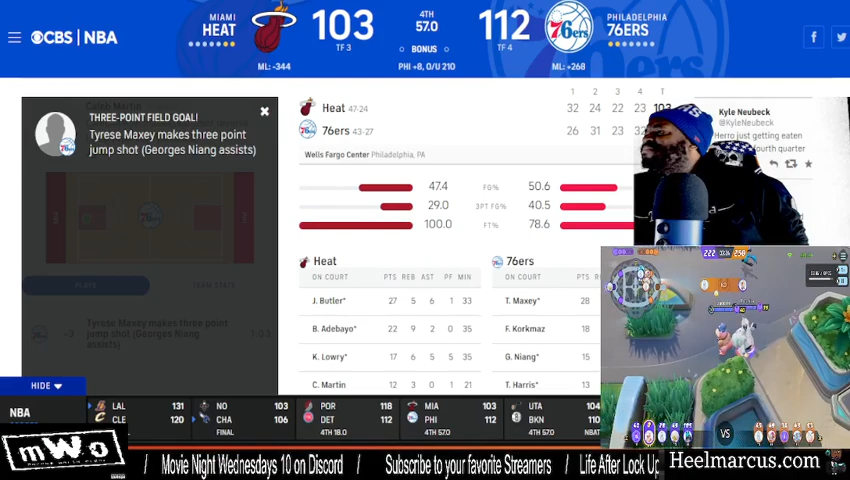 MIAMI
HEAT
103
TF 3
ML: -344
4TH
57.0
BONUS
PHI +8, O/U 210
112
TF 4
76ers
PHILADELPHIA
76ERS
ML: +268
CBS | NBA
THREE-POINT FIELD GOAL!
Tyrese Maxey makes three point
jump shot (Georges Niang assists)
1 2 3 4 T
Heat 47-24 32 24 22 23 103
76ers 43-27 26 31 23 32
Wells Fargo Center Philadelphia, PA
47.4 FG% 50.6
29.0 3PT FG% 40.5
100.0 FT% 78.6
Heat
ON COURT PTS REB AST PF MIN
J. Butler* 27 5 6 1 33
B. Adebayo* 22 9 2 0 35
K. Lowry* 17 6 5 5 35
C. Martin 12 3 0 1 21
76ers
ON COURT PTS
T. Maxey* 28
F. Korkmaz 18
G. Niang* 15
T. Harris* 13
Kyle Neubeck
@KyleNeubeck
Herro just getting eaten
fourth quarter
Tyrese Maxey makes three point
jump shot (Georges Niang
assists)
HIDE
NBA
LAL 131
CLE 120
NO 103
CHA 106
FINAL
POR 118
DET 112
4TH 18.0
MIA 103
PHI 112
4TH 57.0
UTA 104
BKN 110
VS
mWo
/ Movie Night Wednesdays 10 on Discord / Subscribe to your favorite Streamers / Life After Lock Up
Heelmarcus.com